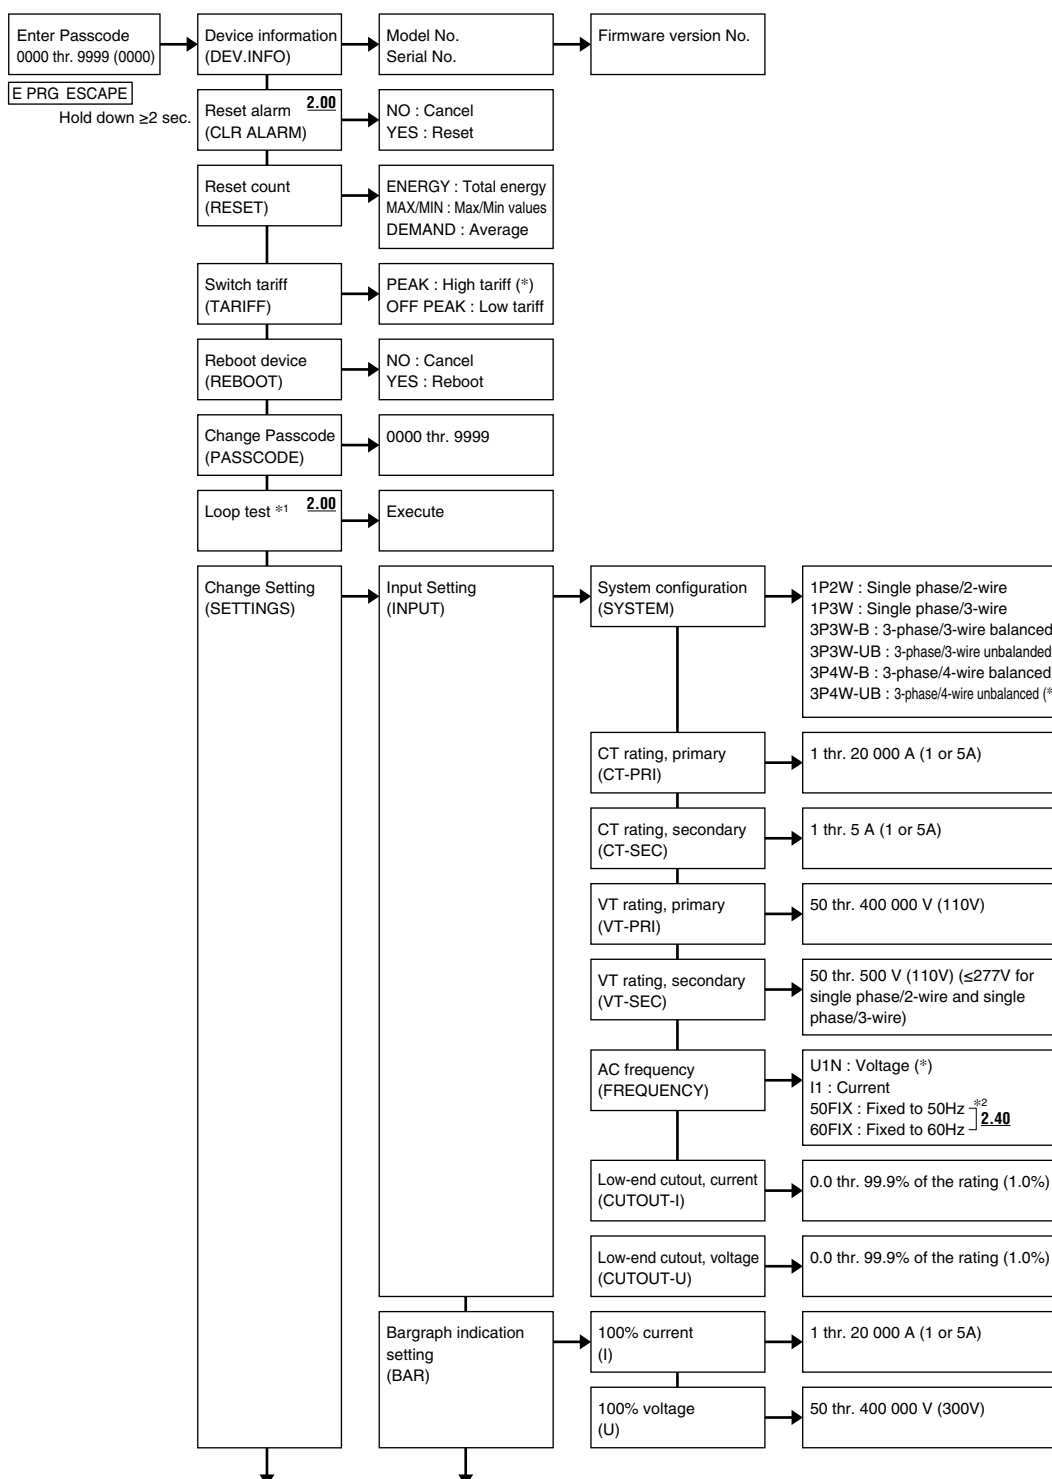 Enter Passcode
0000 thr. 9999 (0000)
E PRG ESCAPE
Hold down ≥2 sec.
Device information
(DEV.INFO)
Model No.
Serial No.
Firmware version No.
Reset alarm 2.00
(CLR ALARM)
NO : Cancel
YES : Reset
Reset count
(RESET)
ENERGY : Total energy
MAX/MIN : Max/Min values
DEMAND : Average
Switch tariff
(TARIFF)
PEAK : High tariff (*)
OFF PEAK : Low tariff
Reboot device
(REBOOT)
NO : Cancel
YES : Reboot
Change Passcode
(PASSCODE)
0000 thr. 9999
Loop test *1 2.00
Execute
Change Setting
(SETTINGS)
Input Setting
(INPUT)
System configuration
(SYSTEM)
1P2W : Single phase/2-wire
1P3W : Single phase/3-wire
3P3W-B : 3-phase/3-wire balanced
3P3W-UB : 3-phase/3-wire unbalanded
3P4W-B : 3-phase/4-wire balanced
3P4W-UB : 3-phase/4-wire unbalanced (*
CT rating, primary
(CT-PRI)
1 thr. 20 000 A (1 or 5A)
CT rating, secondary
(CT-SEC)
1 thr. 5 A (1 or 5A)
VT rating, primary
(VT-PRI)
50 thr. 400 000 V (110V)
VT rating, secondary
(VT-SEC)
50 thr. 500 V (110V) (≤277V for
single phase/2-wire and single
phase/3-wire)
AC frequency
(FREQUENCY)
U1N : Voltage (*)
I1 : Current
50FIX : Fixed to 50Hz *2
60FIX : Fixed to 60Hz 2.40
Low-end cutout, current
(CUTOUT-I)
0.0 thr. 99.9% of the rating (1.0%)
Low-end cutout, voltage
(CUTOUT-U)
0.0 thr. 99.9% of the rating (1.0%)
Bargraph indication
setting
(BAR)
100% current
(I)
1 thr. 20 000 A (1 or 5A)
100% voltage
(U)
50 thr. 400 000 V (300V)